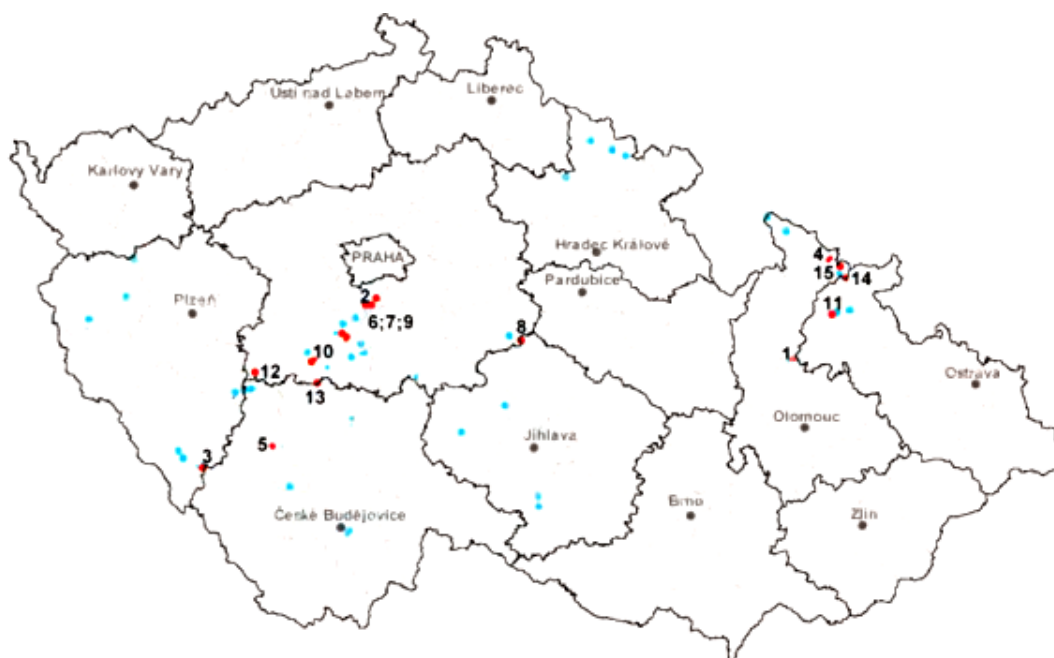 Liberec
Ústí nad Labem
Karlovy Vary
Hradec Králové
PRAHA
4
15
14
Pardubice
2
Plzeň
6;7;9
11
8
10
1
12
13
Ostrava
Olomouc
5
Jihlava
3
Brno
České Budějovice
Zlín